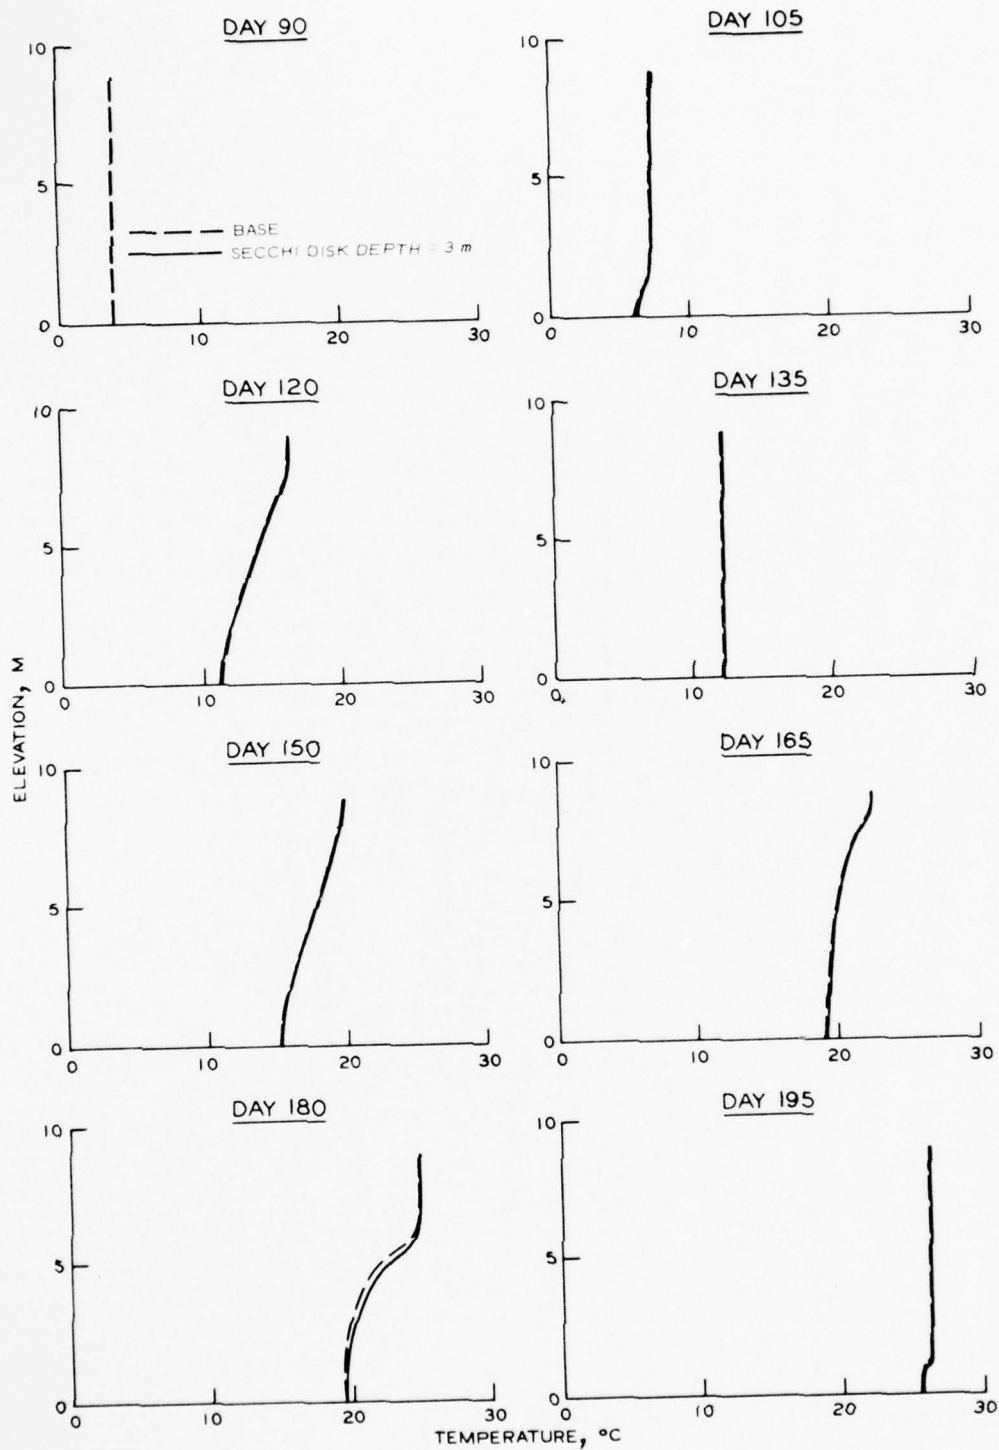 DAY 90
10
5
0
0 10 20 30
BASE
SECCHI DISK DEPTH = 3 m
DAY 105
10
5
0
0 10 20 30
DAY 120
10
5
0
0 10 20 30
DAY 135
10
5
0
0 10 20 30
ELEVATION, M
DAY 150
10
5
0
0 10 20 30
DAY 165
10
5
0
0 10 20 30
DAY 180
10
5
0
0 10 20 30
DAY 195
10
5
0
0 10 20 30
TEMPERATURE, °C